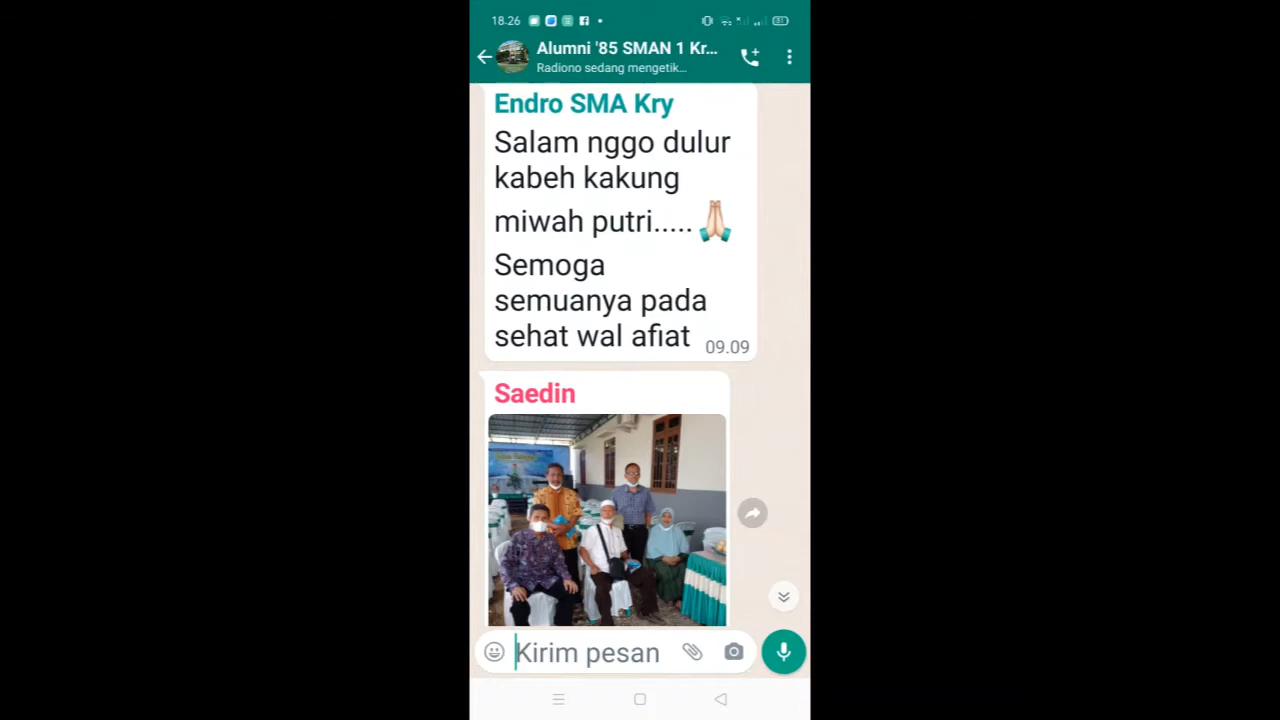 18.26
Alumni '85 SMAN 1 Kr...
Radiono sedang mengetik...
Endro SMA Kry
Salam nggo dulur
kabeh kakung
miwah putri.....🙏🏻
Semoga
semuanya pada
sehat wal afiat 09.09
Saedin
Kirim pesan